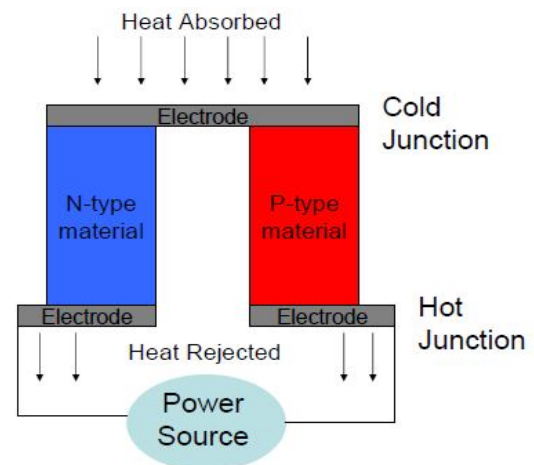 Heat Absorbed
Electrode
Cold
Junction
N-type
material
P-type
material
Electrode
Electrode
Hot
Junction
Heat Rejected
Power
Source